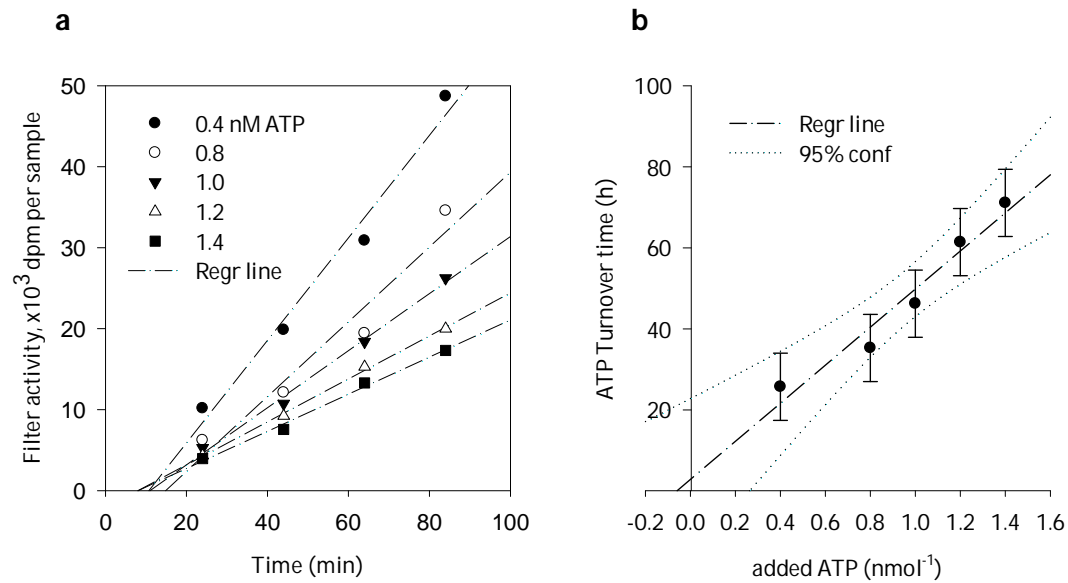 a
Filter activity, x10³ dpm per sample
50
40
30
20
10
0
0 20 40 60 80 100
Time (min)
0.4 nM ATP
0.8
1.0
1.2
1.4
Regr line
b
ATP Turnover time (h)
100
80
60
40
20
-0.2 0.0 0.2 0.4 0.6 0.8 1.0 1.2 1.4 1.6
added ATP (nmol⁻¹)
Regr line
95% conf